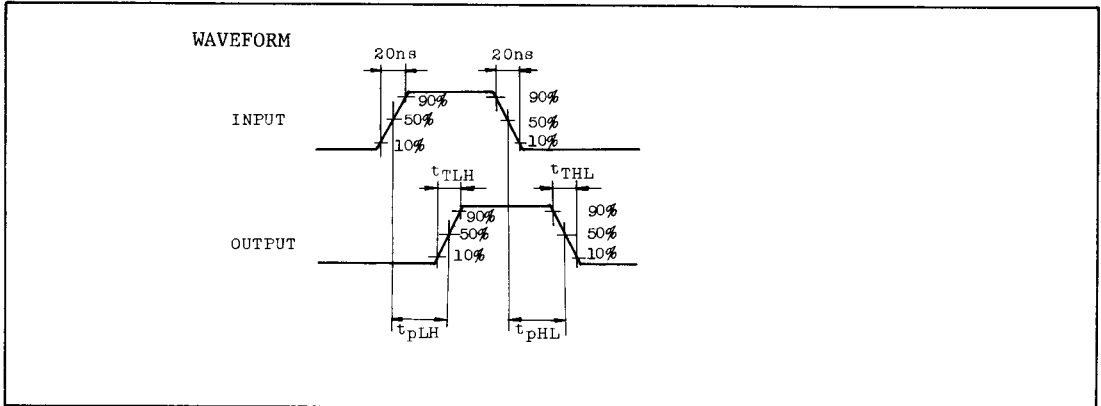 WAVEFORM
20ns 20ns
INPUT
90%
50%
10%
90%
50%
10%
tTLH tTHL
OUTPUT
90%
50%
10%
90%
50%
10%
tpLH tpHL